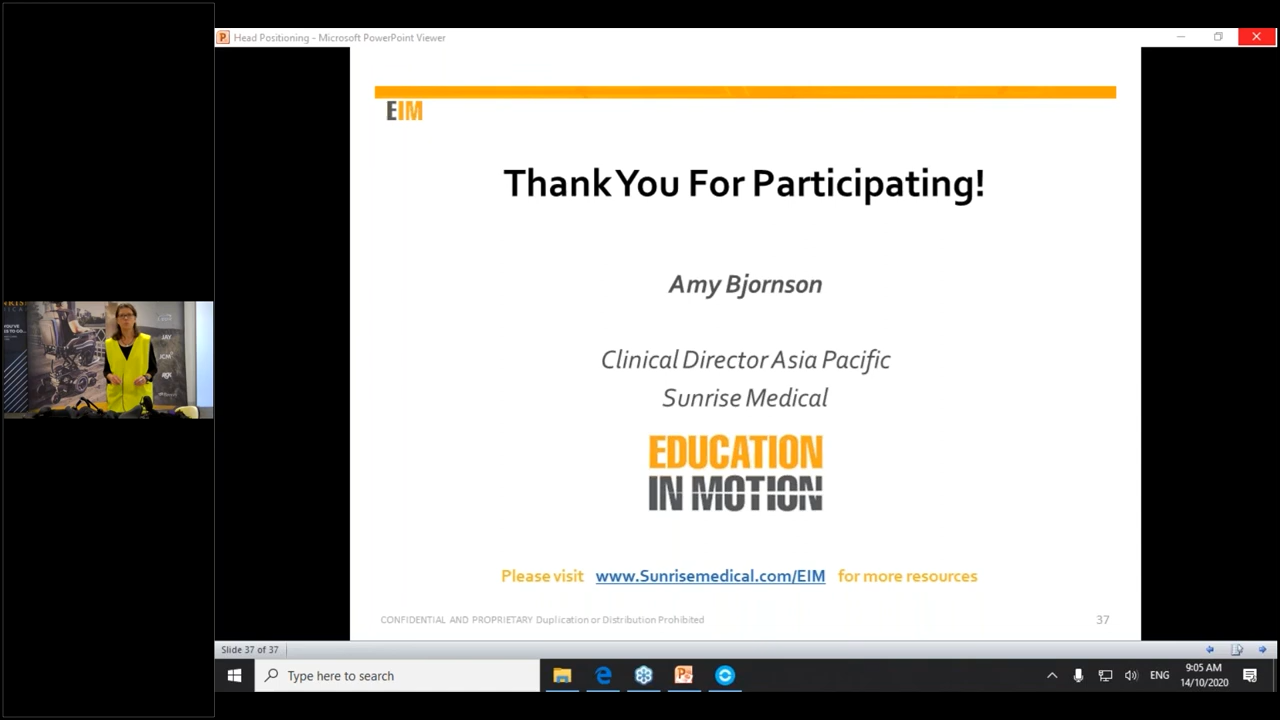 Head Positioning - Microsoft PowerPoint Viewer
EIM
Thank You For Participating!
Amy Bjornson
Clinical Director Asia Pacific
Sunrise Medical
EDUCATION
IN MOTION
Please visit www.Sunrisemedical.com/EIM for more resources
CONFIDENTIAL AND PROPRIETARY Duplication or Distribution Prohibited
37
JAY
JCM
Slide 37 of 37
Type here to search
ENG
9:05 AM
14/10/2020